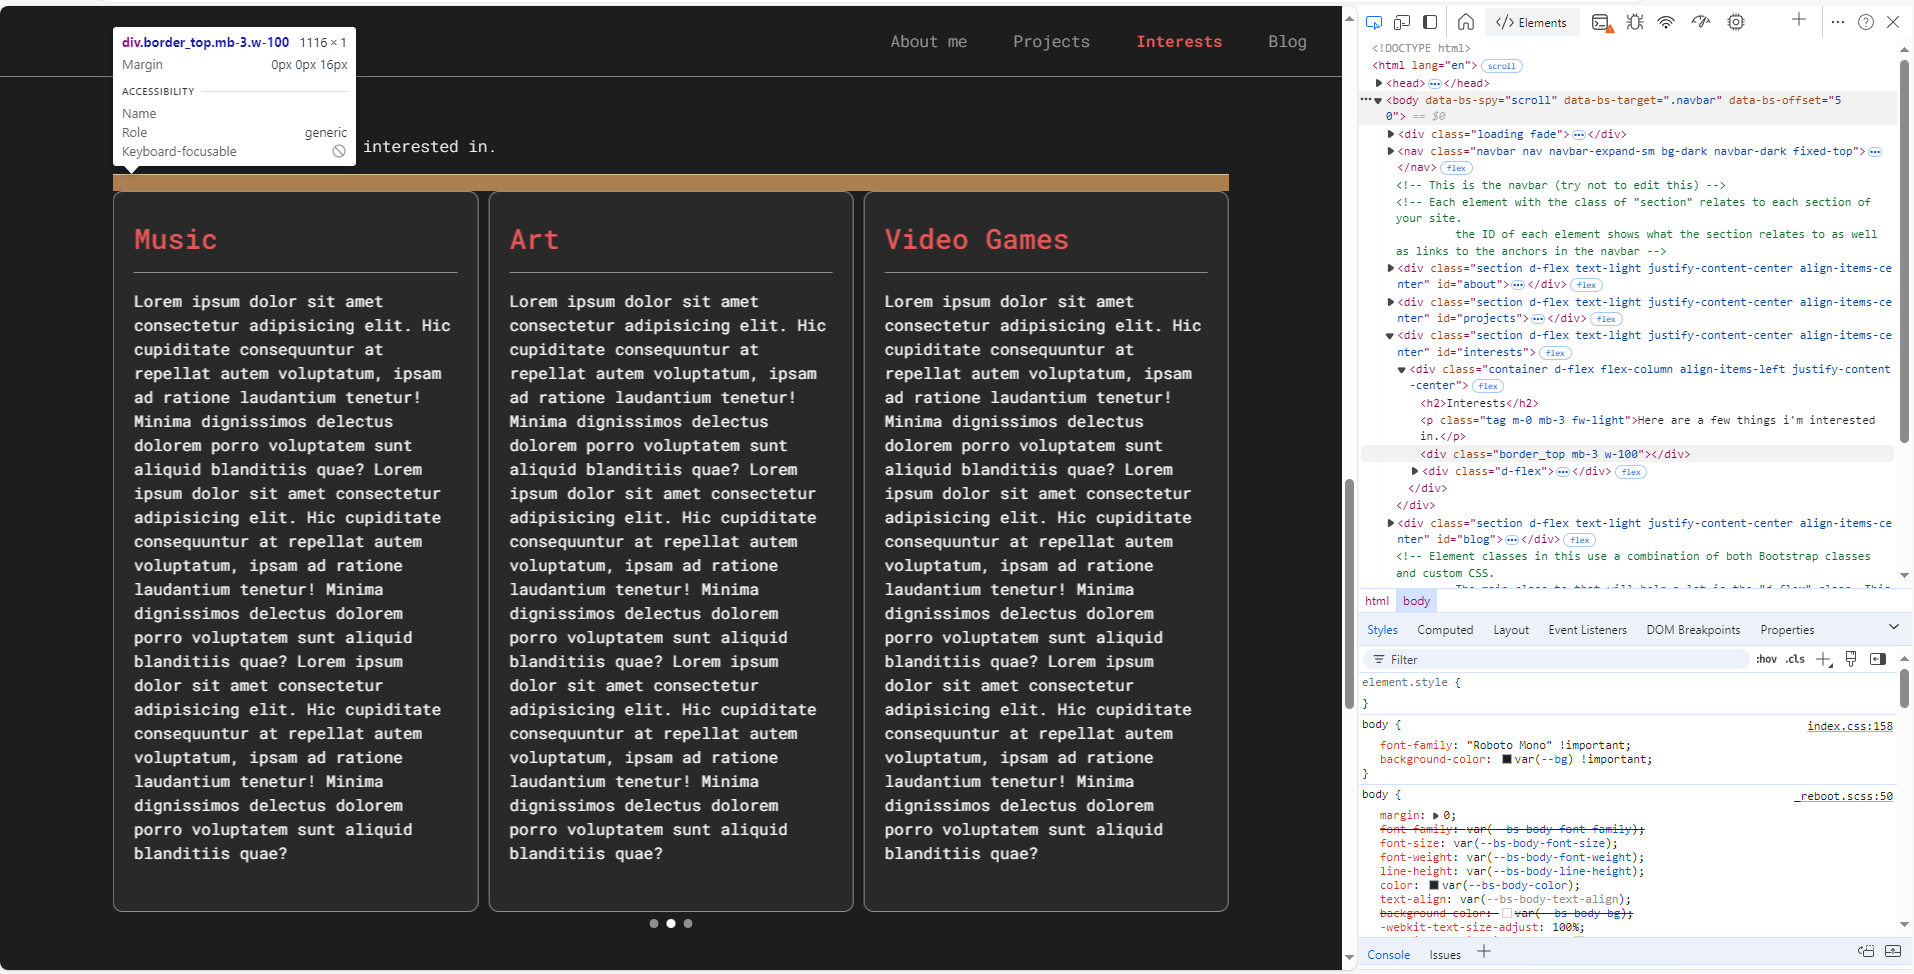 div.border_top.mb-3.w-100 1116 × 1
Margin 0px 0px 16px
ACCESSIBILITY
Name
Role generic
Keyboard-focusable
About me Projects Interests Blog
interested in.
Music
Lorem ipsum dolor sit amet
consectetur adipisicing elit. Hic
cupiditate consequuntur at
repellat autem voluptatum, ipsam
ad ratione laudantium tenetur!
Minima dignissimos delectus
dolorem porro voluptatem sunt
aliquid blanditiis quae? Lorem
ipsum dolor sit amet consectetur
adipisicing elit. Hic cupiditate
consequuntur at repellat autem
voluptatum, ipsam ad ratione
laudantium tenetur! Minima
dignissimos delectus dolorem
porro voluptatem sunt aliquid
blanditiis quae? Lorem ipsum
dolor sit amet consectetur
adipisicing elit. Hic cupiditate
consequuntur at repellat autem
voluptatum, ipsam ad ratione
laudantium tenetur! Minima
dignissimos delectus dolorem
porro voluptatem sunt aliquid
blanditiis quae?
Art
Lorem ipsum dolor sit amet
consectetur adipisicing elit. Hic
cupiditate consequuntur at
repellat autem voluptatum, ipsam
ad ratione laudantium tenetur!
Minima dignissimos delectus
dolorem porro voluptatem sunt
aliquid blanditiis quae? Lorem
ipsum dolor sit amet consectetur
adipisicing elit. Hic cupiditate
consequuntur at repellat autem
voluptatum, ipsam ad ratione
laudantium tenetur! Minima
dignissimos delectus dolorem
porro voluptatem sunt aliquid
blanditiis quae? Lorem ipsum
dolor sit amet consectetur
adipisicing elit. Hic cupiditate
consequuntur at repellat autem
voluptatum, ipsam ad ratione
laudantium tenetur! Minima
dignissimos delectus dolorem
porro voluptatem sunt aliquid
blanditiis quae?
Video Games
Lorem ipsum dolor sit amet
consectetur adipisicing elit. Hic
cupiditate consequuntur at
repellat autem voluptatum, ipsam
ad ratione laudantium tenetur!
Minima dignissimos delectus
dolorem porro voluptatem sunt
aliquid blanditiis quae? Lorem
ipsum dolor sit amet consectetur
adipisicing elit. Hic cupiditate
consequuntur at repellat autem
voluptatum, ipsam ad ratione
laudantium tenetur! Minima
dignissimos delectus dolorem
porro voluptatem sunt aliquid
blanditiis quae? Lorem ipsum
dolor sit amet consectetur
adipisicing elit. Hic cupiditate
consequuntur at repellat autem
voluptatum, ipsam ad ratione
laudantium tenetur! Minima
dignissimos delectus dolorem
porro voluptatem sunt aliquid
blanditiis quae?
</> Elements
<!DOCTYPE html>
<html lang="en"> scroll
<head>…</head>
<body data-bs-spy="scroll" data-bs-target=".navbar" data-bs-offset="5
0"> == $0
<div class="loading fade">…</div>
<nav class="navbar nav navbar-expand-sm bg-dark navbar-dark fixed-top">…
</nav> flex
<!-- This is the navbar (try not to edit this) -->
<!-- Each element with the class of "section" relates to each section of
your site.
the ID of each element shows what the section relates to as well
as links to the anchors in the navbar -->
<div class="section d-flex text-light justify-content-center align-items-ce
nter" id="about">…</div> flex
<div class="section d-flex text-light justify-content-center align-items-ce
nter" id="projects">…</div> flex
<div class="section d-flex text-light justify-content-center align-items-ce
nter" id="interests"> flex
<div class="container d-flex flex-column align-items-left justify-content
-center"> flex
<h2>Interests</h2>
<p class="tag m-0 mb-3 fw-light">Here are a few things i'm interested
in.</p>
<div class="border_top mb-3 w-100"></div>
<div class="d-flex">…</div> flex
</div>
</div>
<div class="section d-flex text-light justify-content-center align-items-ce
nter" id="blog">…</div> flex
<!-- Element classes in this use a combination of both Bootstrap classes
and custom CSS.
The main class to that will help a lot is the "d-flex" class. This
html body
Styles Computed Layout Event Listeners DOM Breakpoints Properties
Filter :hov .cls
element.style {
}
body { index.css:158
font-family: "Roboto Mono" !important;
background-color: var(--bg) !important;
}
body { _reboot.scss:50
margin: 0;
font-family: var(--bs-body-font-family);
font-size: var(--bs-body-font-size);
font-weight: var(--bs-body-font-weight);
line-height: var(--bs-body-line-height);
color: var(--bs-body-color);
text-align: var(--bs-body-text-align);
background-color: var(--bs-body-bg);
-webkit-text-size-adjust: 100%;
Console Issues